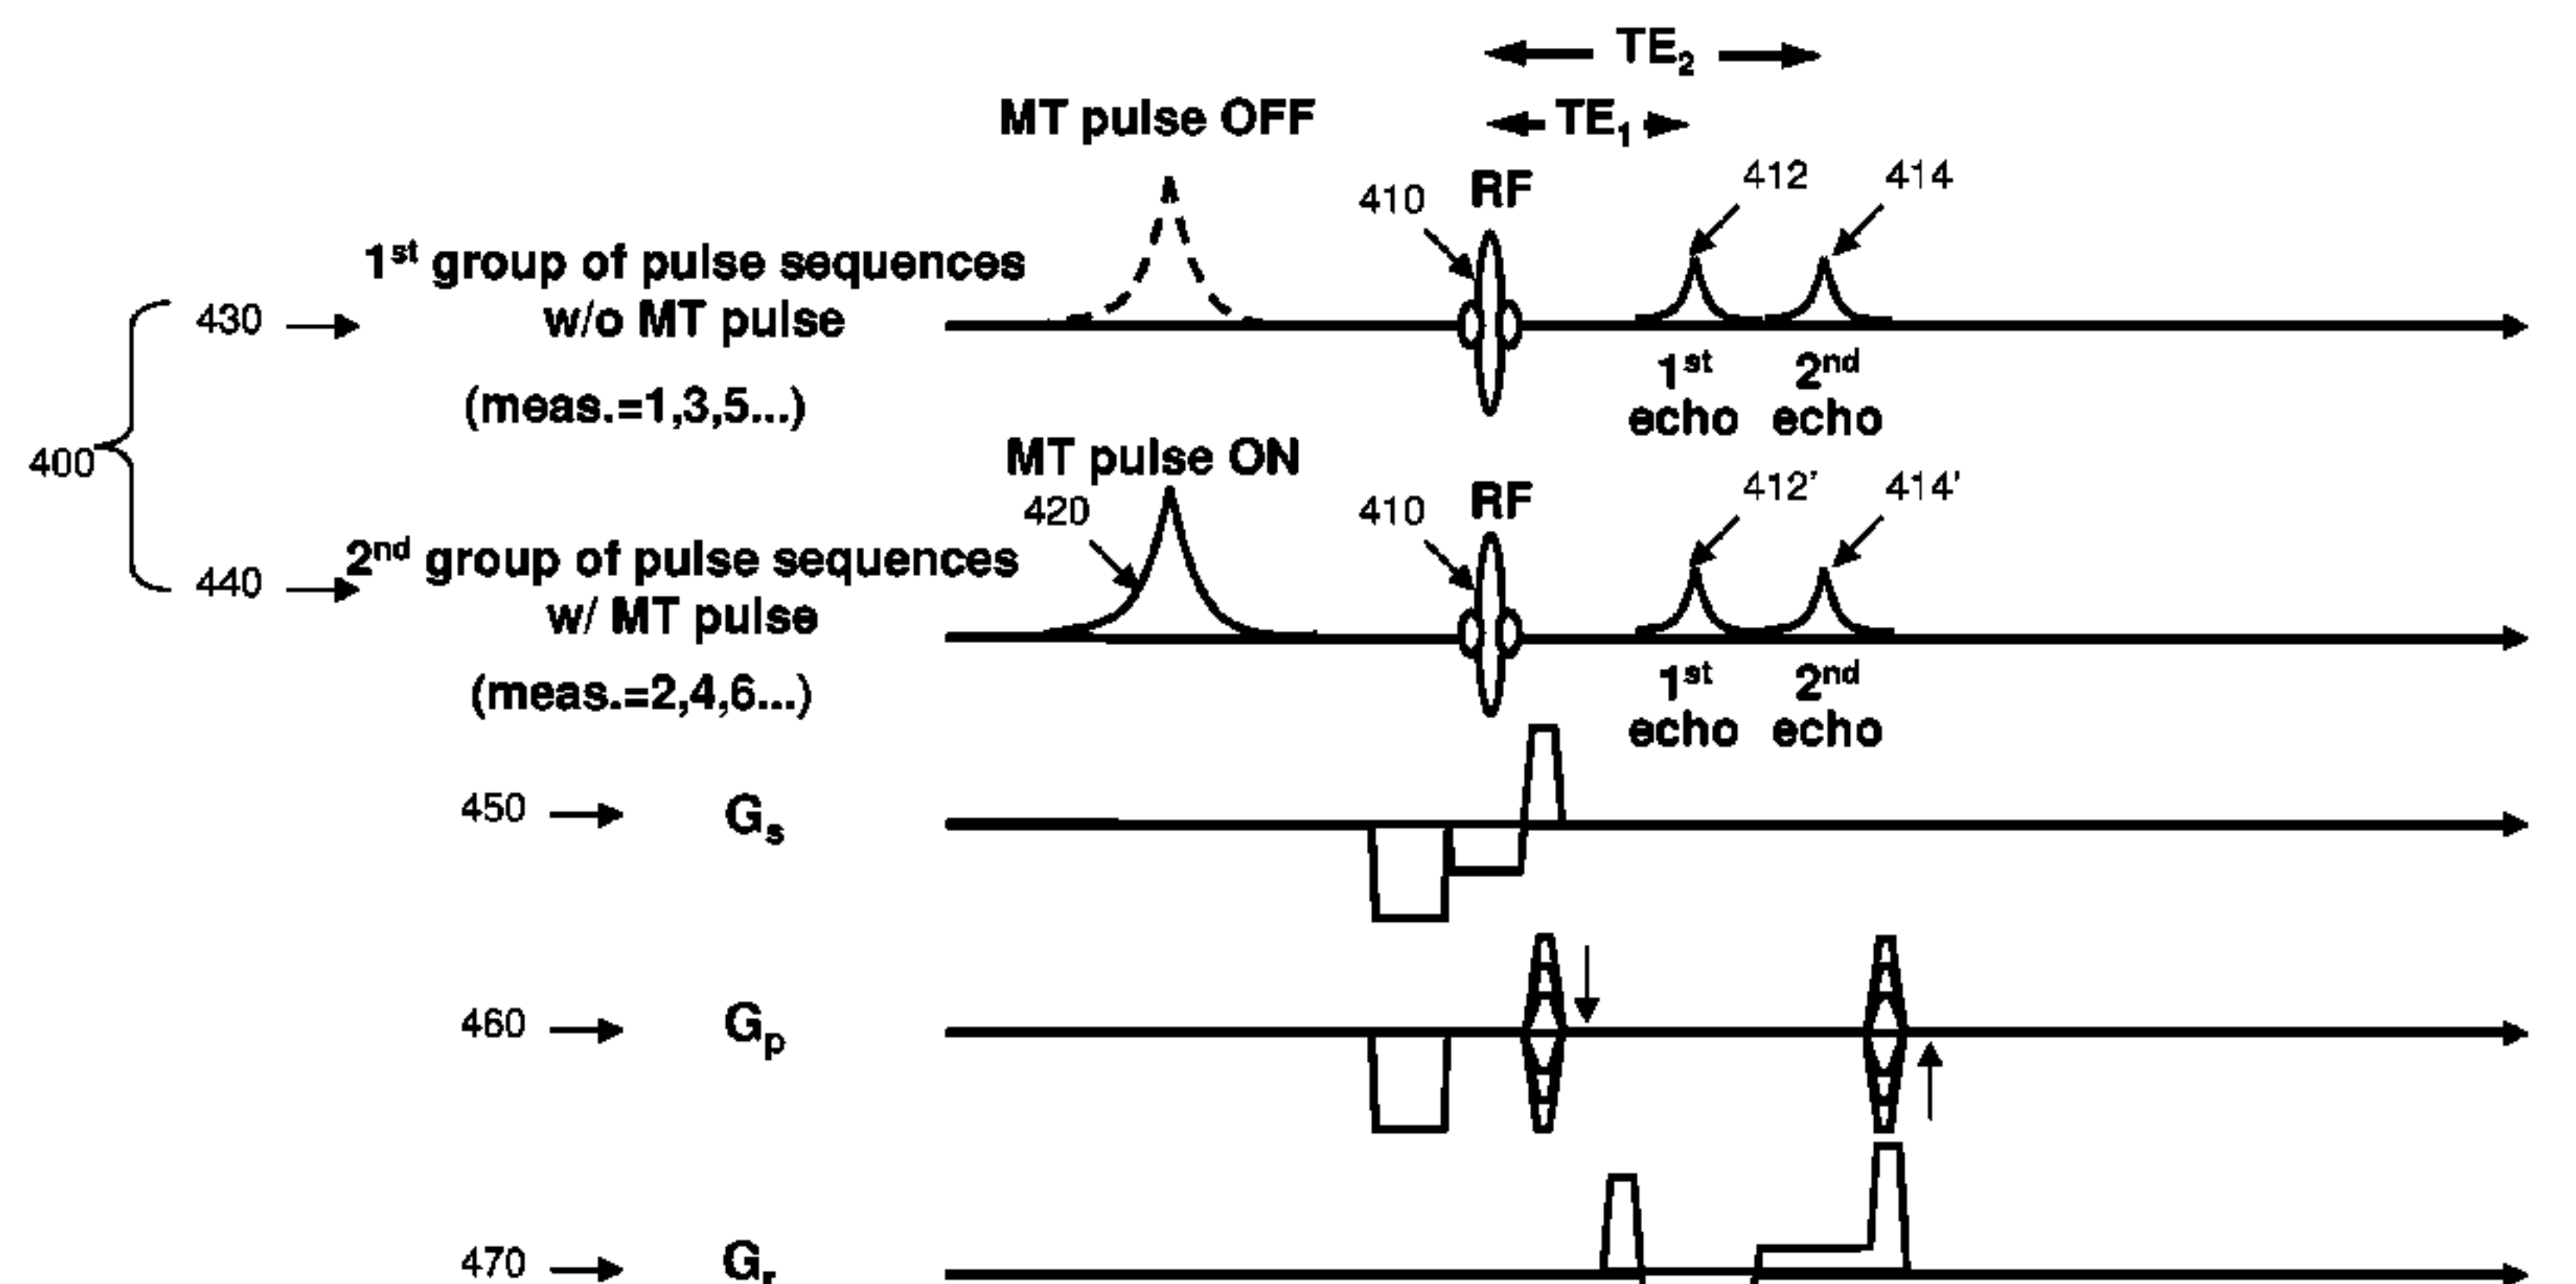 TE2
MT pulse OFF
TE1
412
414
410
RF
1st group of pulse sequences
430
w/o MT pulse
1st
2nd
(meas.=1,3,5...)
echo
echo
400
MT pulse ON
412'
414'
420
410
RF
2nd group of pulse sequences
440
w/ MT pulse
1st
2nd
(meas.=2,4,6...)
echo
echo
450
Gs
460
Gp
470
Gr